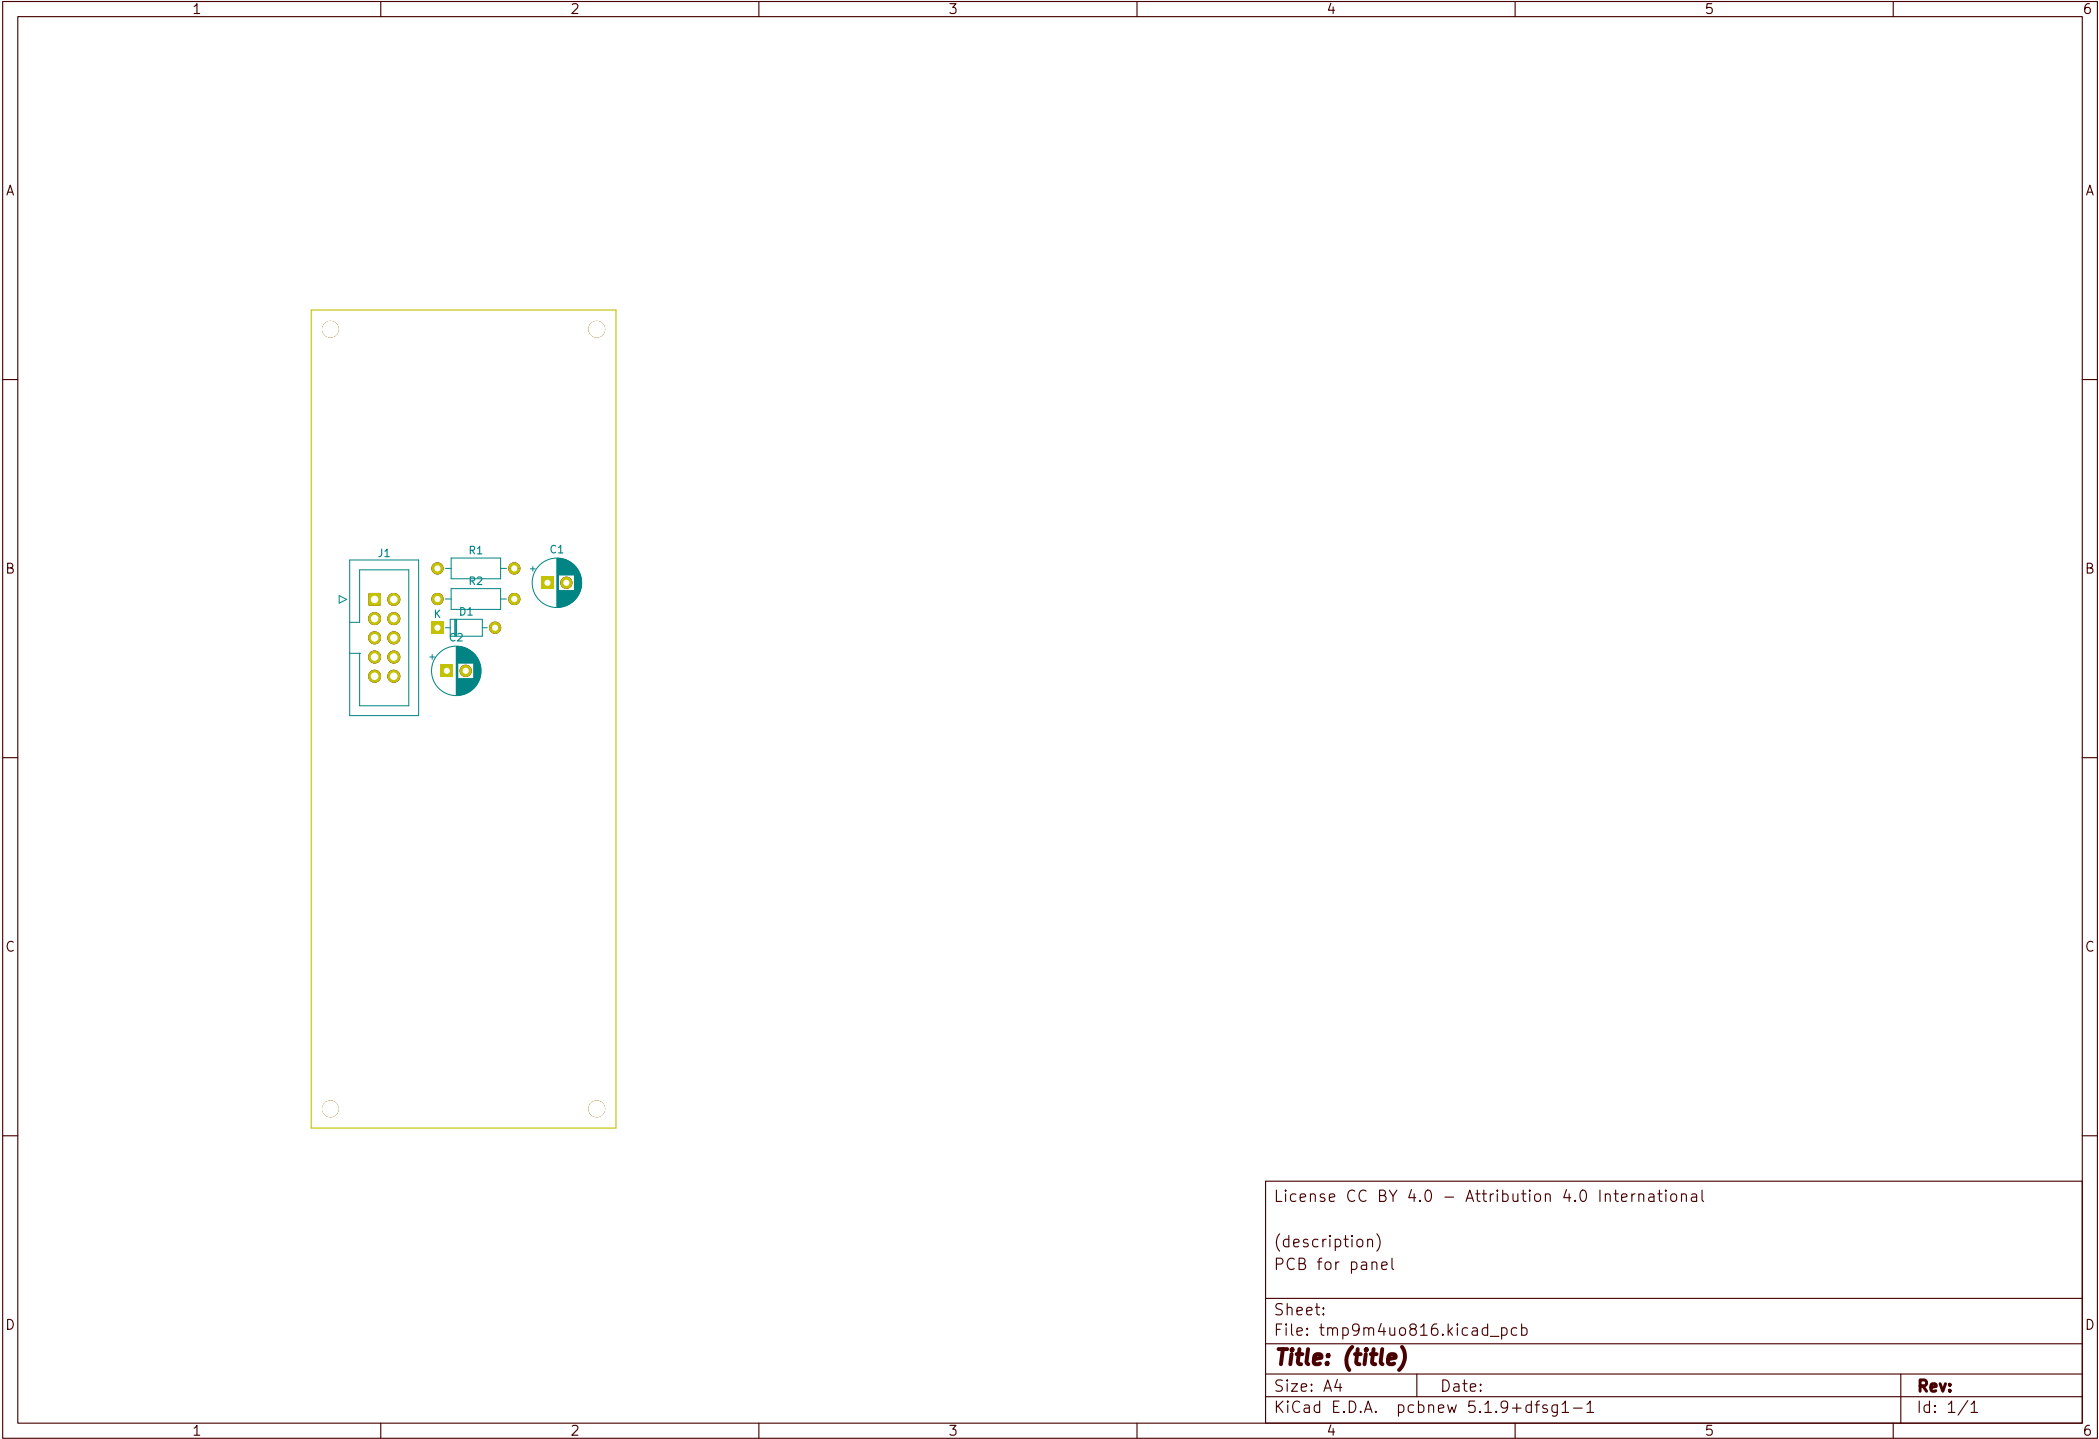 1 2 3 4 5 6
A A
J1 R1 C1
B B
+
R2
K D1
C2
+
C C
License CC BY 4.0 – Attribution 4.0 International
(description)
PCB for panel
Sheet:
D D
File: tmp9m4uo816.kicad_pcb
Title: (title)
Size: A4 Date: Rev:
KiCad E.D.A. pcbnew 5.1.9+dfsg1-1 Id: 1/1
1 2 3 4 5 6